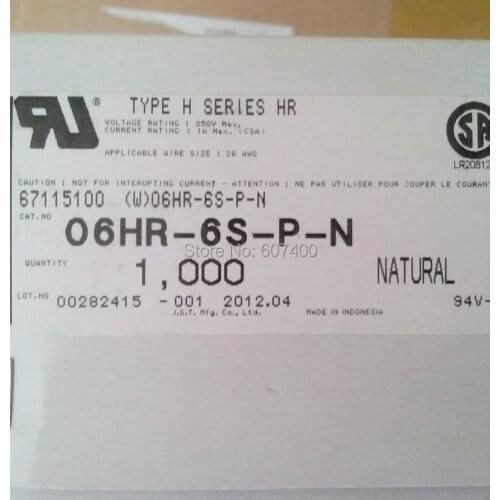 TYPE H SERIES HR
VOLTAGE RATING : 250V Max.
CURRENT RATING : 1A Max. (CSA)
APPLICABLE WIRE SIZE : 26 AWG
SA
LR20812
CAUTION : NOT FOR INTERRUPTING CURRENT - ATTENTION : NE PAS UTILISER POUR COUPER LE COURANT
67115100 (W)06HR-6S-P-N
CAT.NO
06HR-6S-P-N
Store No: 607400
QUANTITY 1,000 NATURAL
LOT.NO 00282415 -001 2012.04 94V-
J.S.T. Mfg. Co., Ltd. MADE IN INDONESIA